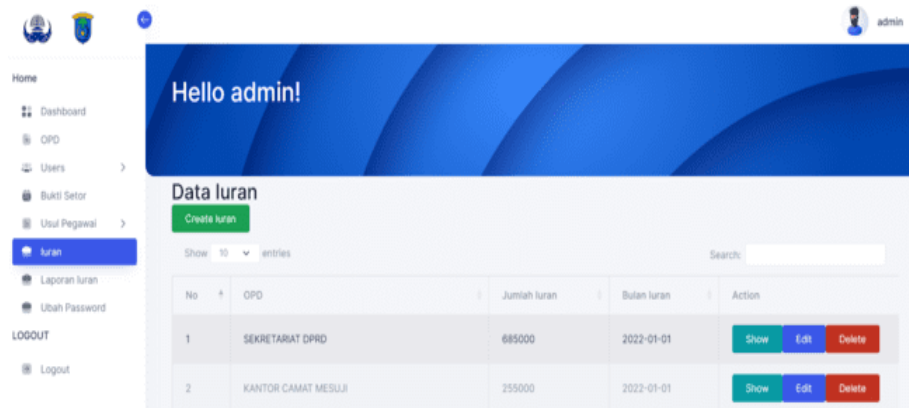 admin
Home
Dashboard
OPD
Users
Bukti Setor
Usul Pegawai
Iuran
Laporan Iuran
Ubah Password
LOGOUT
Logout
Hello admin!
Data Iuran
Create Iuran
Show 10 entries
Search:
No OPD Jumlah Iuran Bulan Iuran Action
1 SEKRETARIAT DPRD 685000 2022-01-01 Show Edit Delete
2 KANTOR CAMAT MESUJI 255000 2022-01-01 Show Edit Delete